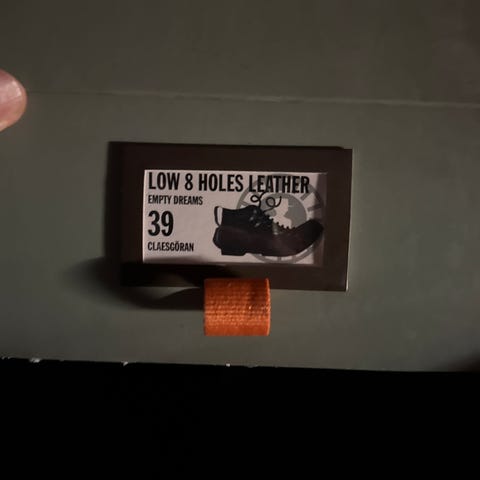 LOW 8 HOLES LEATHER
EMPTY DREAMS
39
CLAESGÖRAN